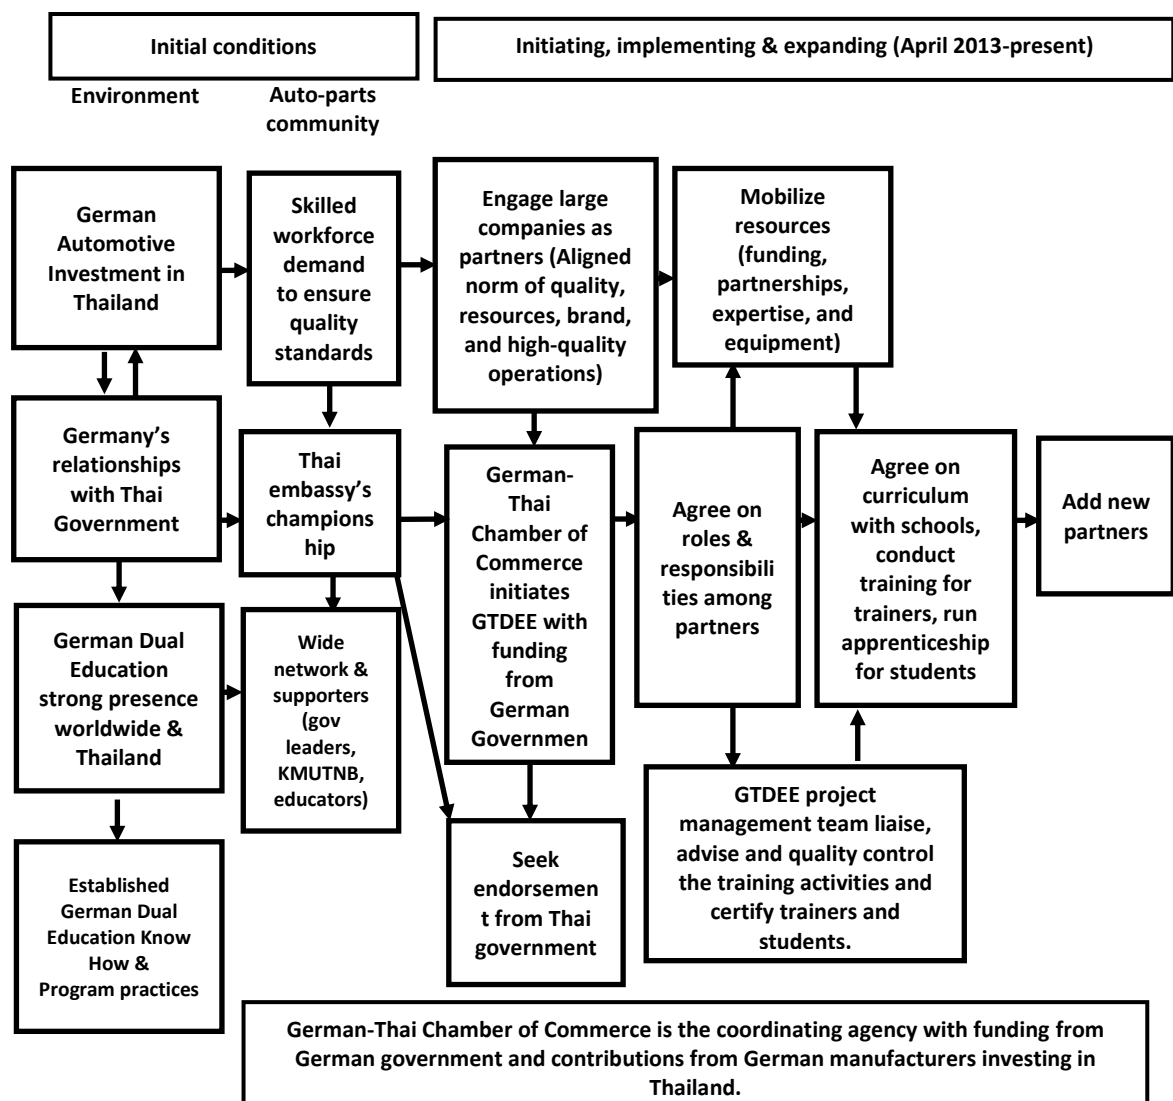 Initial conditions
Initiating, implementing & expanding (April 2013-present)
Environment
Auto-parts
community
German
Automotive
Investment in
Thailand
Skilled
workforce
demand
to ensure
quality
standards
Engage large
companies as
partners (Aligned
norm of quality,
resources, brand,
and high-quality
operations)
Mobilize
resources
(funding,
partnerships,
expertise, and
equipment)
Germany’s
relationships
with Thai
Government
Thai
embassy’s
champions
hip
German-
Thai
Chamber of
Commerce
initiates
GTDEE with
funding
from
German
Governmen
Agree on
roles &
responsibili
ties among
partners
Agree on
curriculum
with schools,
conduct
training for
trainers, run
apprenticeship
for students
Add new
partners
German Dual
Education
strong presence
worldwide &
Thailand
Wide
network &
supporters
(gov
leaders,
KMUTNB,
educators)
Established
German Dual
Education Know
How &
Program practices
Seek
endorsemen
t from Thai
government
GTDEE project
management team liaise,
advise and quality control
the training activities and
certify trainers and
students.
German-Thai Chamber of Commerce is the coordinating agency with funding from
German government and contributions from German manufacturers investing in
Thailand.